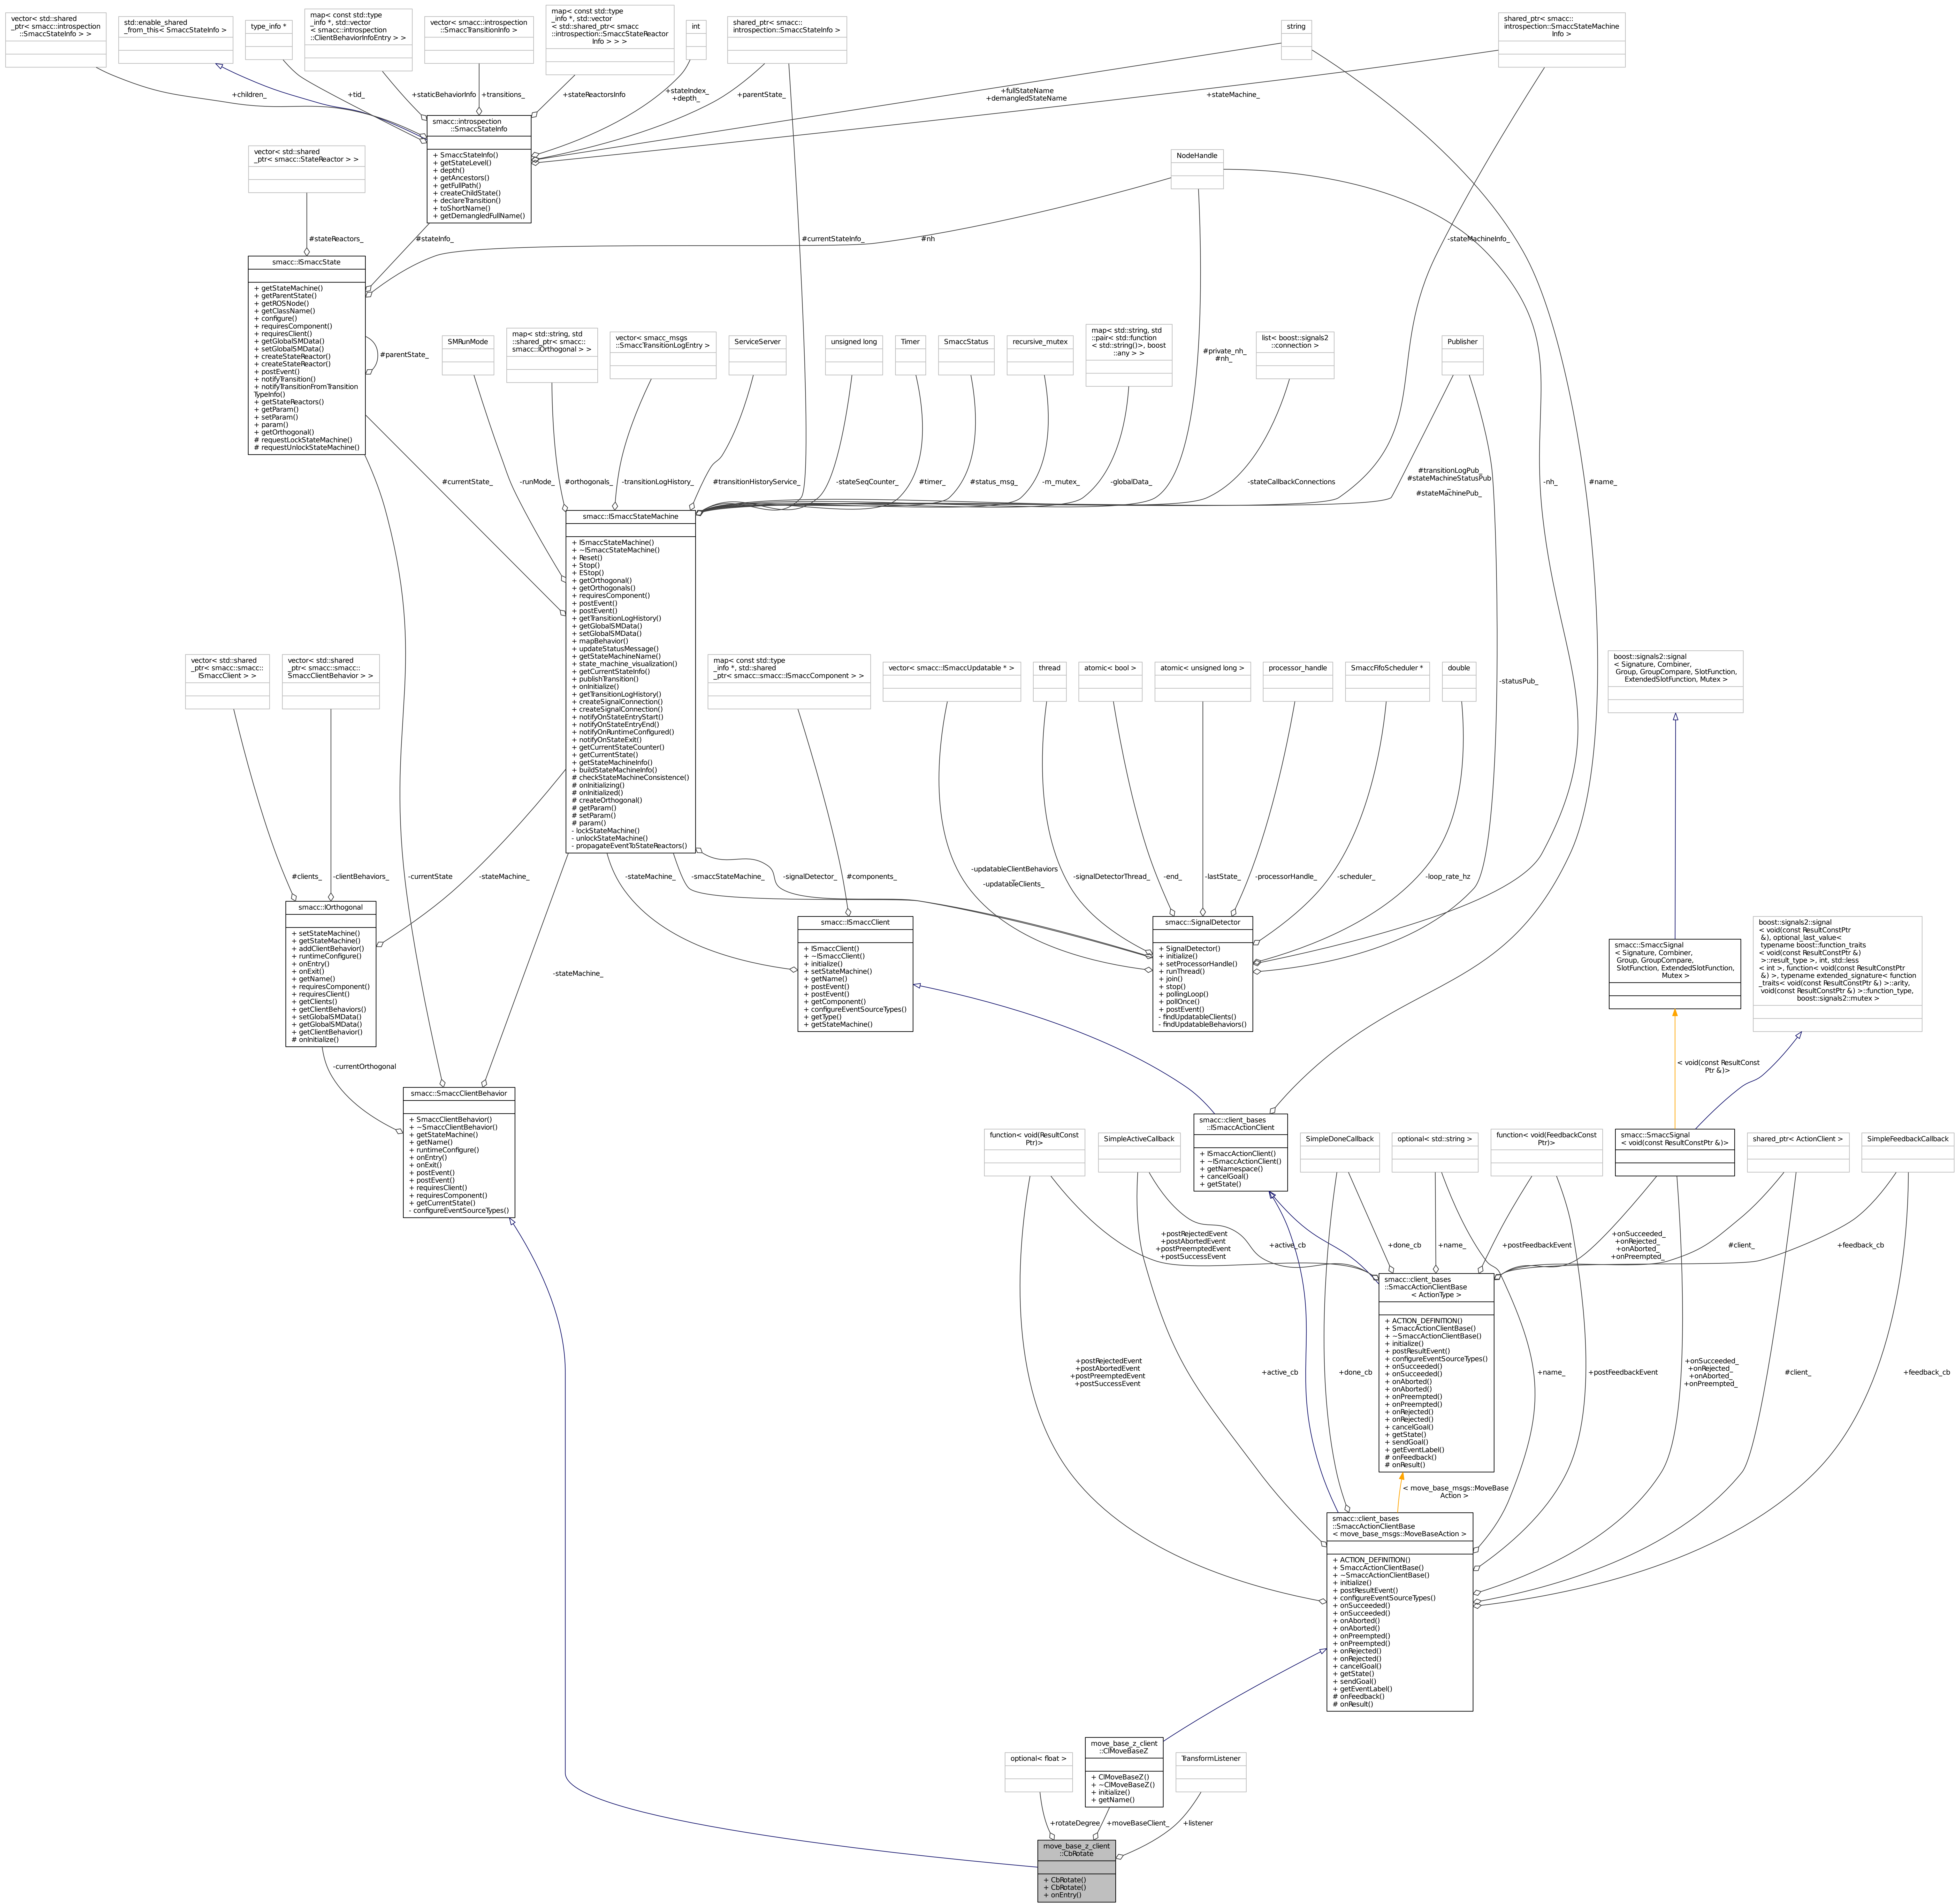 vector< std::shared
_ptr< smacc::introspection
::SmaccStateInfo > >
std::enable_shared
_from_this< SmaccStateInfo >
type_info *
map< const std::type
_info *, std::vector
< smacc::introspection
::ClientBehaviorInfoEntry > >
vector< smacc::introspection
::SmaccTransitionInfo >
map< const std::type
_info *, std::vector
< std::shared_ptr< smacc
::introspection::SmaccStateReactor
Info > > >
int
shared_ptr< smacc::
introspection::SmaccStateInfo >
string
shared_ptr< smacc::
introspection::SmaccStateMachine
Info >
+children_
+tid_
+staticBehaviorInfo
+transitions_
+stateReactorsInfo
+stateIndex_
+depth_
+parentState_
+fullStateName
+demangledStateName
+stateMachine_
smacc::introspection
::SmaccStateInfo
+ SmaccStateInfo()
+ getStateLevel()
+ depth()
+ getAncestors()
+ getFullPath()
+ createChildState()
+ declareTransition()
+ toShortName()
+ getDemangledFullName()
vector< std::shared
_ptr< smacc::StateReactor > >
NodeHandle
#stateReactors_
#stateInfo_
#currentStateInfo_
#nh
-stateMachineInfo_
smacc::ISmaccState
+ getStateMachine()
+ getParentState()
+ getROSNode()
+ getClassName()
+ configure()
+ requiresComponent()
+ requiresClient()
+ getGlobalSMData()
+ setGlobalSMData()
+ createStateReactor()
+ createStateReactor()
+ postEvent()
+ notifyTransition()
+ notifyTransitionFromTransition
TypeInfo()
+ getStateReactors()
+ getParam()
+ setParam()
+ param()
+ getOrthogonal()
# requestLockStateMachine()
# requestUnlockStateMachine()
#parentState_
SMRunMode
map< std::string, std
::shared_ptr< smacc::
smacc::IOrthogonal > >
vector< smacc_msgs
::SmaccTransitionLogEntry >
ServiceServer
unsigned long
Timer
SmaccStatus
recursive_mutex
map< std::string, std
::pair< std::function
< std::string()>, boost
::any > >
#private_nh_
#nh_
list< boost::signals2
::connection >
Publisher
#currentState_
-runMode_
#orthogonals_
-transitionLogHistory_
#transitionHistoryService_
-stateSeqCounter_
#timer_
#status_msg_
-m_mutex_
-globalData_
-stateCallbackConnections
#transitionLogPub_
#stateMachineStatusPub
_
#stateMachinePub_
-nh_
#name_
smacc::ISmaccStateMachine
+ ISmaccStateMachine()
+ ~ISmaccStateMachine()
+ Reset()
+ Stop()
+ EStop()
+ getOrthogonal()
+ getOrthogonals()
+ requiresComponent()
+ postEvent()
+ postEvent()
+ getTransitionLogHistory()
+ getGlobalSMData()
+ setGlobalSMData()
+ mapBehavior()
+ updateStatusMessage()
+ getStateMachineName()
+ state_machine_visualization()
+ getCurrentStateInfo()
+ publishTransition()
+ onInitialize()
+ getTransitionLogHistory()
+ createSignalConnection()
+ createSignalConnection()
+ notifyOnStateEntryStart()
+ notifyOnStateEntryEnd()
+ notifyOnRuntimeConfigured()
+ notifyOnStateExit()
+ getCurrentStateCounter()
+ getCurrentState()
+ getStateMachineInfo()
+ buildStateMachineInfo()
# checkStateMachineConsistence()
# onInitializing()
# onInitialized()
# createOrthogonal()
# getParam()
# setParam()
# param()
- lockStateMachine()
- unlockStateMachine()
- propagateEventToStateReactors()
vector< std::shared
_ptr< smacc::smacc::
ISmaccClient > >
vector< std::shared
_ptr< smacc::smacc::
SmaccClientBehavior > >
map< const std::type
_info *, std::shared
_ptr< smacc::smacc::ISmaccComponent > >
vector< smacc::ISmaccUpdatable * >
thread
atomic< bool >
atomic< unsigned long >
processor_handle
SmaccFifoScheduler *
double
-statusPub_
boost::signals2::signal
< Signature, Combiner,
Group, GroupCompare, SlotFunction,
ExtendedSlotFunction, Mutex >
#clients_
-clientBehaviors_
-currentState
-stateMachine_
-stateMachine_
-smaccStateMachine_
-signalDetector_
#components_
-updatableClientBehaviors
_
-updatableClients_
-signalDetectorThread_
-end_
-lastState_
-processorHandle_
-scheduler_
-loop_rate_hz
smacc::IOrthogonal
+ setStateMachine()
+ getStateMachine()
+ addClientBehavior()
+ runtimeConfigure()
+ onEntry()
+ onExit()
+ getName()
+ requiresComponent()
+ requiresClient()
+ getClients()
+ getClientBehaviors()
+ setGlobalSMData()
+ getGlobalSMData()
+ getClientBehavior()
# onInitialize()
-stateMachine_
smacc::ISmaccClient
+ ISmaccClient()
+ ~ISmaccClient()
+ initialize()
+ setStateMachine()
+ getName()
+ postEvent()
+ postEvent()
+ getComponent()
+ configureEventSourceTypes()
+ getType()
+ getStateMachine()
smacc::SignalDetector
+ SignalDetector()
+ initialize()
+ setProcessorHandle()
+ runThread()
+ join()
+ stop()
+ pollingLoop()
+ pollOnce()
+ postEvent()
- findUpdatableClients()
- findUpdatableBehaviors()
smacc::SmaccSignal
< Signature, Combiner,
Group, GroupCompare,
SlotFunction, ExtendedSlotFunction,
Mutex >
boost::signals2::signal
< void(const ResultConstPtr
&), optional_last_value<
typename boost::function_traits
< void(const ResultConstPtr
&) >::result_type >, int, std::less
< int >, function< void(const ResultConstPtr
&) >, typename extended_signature< function
_traits< void(const ResultConstPtr &) >::arity,
void(const ResultConstPtr &) >::function_type,
boost::signals2::mutex >
-currentOrthogonal
< void(const ResultConst
Ptr &)>
smacc::SmaccClientBehavior
+ SmaccClientBehavior()
+ ~SmaccClientBehavior()
+ getStateMachine()
+ getName()
+ runtimeConfigure()
+ onEntry()
+ onExit()
+ postEvent()
+ postEvent()
+ requiresClient()
+ requiresComponent()
+ getCurrentState()
- configureEventSourceTypes()
function< void(ResultConst
Ptr)>
SimpleActiveCallback
smacc::client_bases
::ISmaccActionClient
+ ISmaccActionClient()
+ ~ISmaccActionClient()
+ getNamespace()
+ cancelGoal()
+ getState()
SimpleDoneCallback
optional< std::string >
function< void(FeedbackConst
Ptr)>
smacc::SmaccSignal
< void(const ResultConstPtr &)>
shared_ptr< ActionClient >
SimpleFeedbackCallback
+postRejectedEvent
+postAbortedEvent
+postPreemptedEvent
+postSuccessEvent
+active_cb
+done_cb
+name_
+postFeedbackEvent
+onSucceeded_
+onRejected_
+onAborted_
+onPreempted_
#client_
+feedback_cb
smacc::client_bases
::SmaccActionClientBase
< ActionType >
+ ACTION_DEFINITION()
+ SmaccActionClientBase()
+ ~SmaccActionClientBase()
+ initialize()
+ postResultEvent()
+ configureEventSourceTypes()
+ onSucceeded()
+ onSucceeded()
+ onAborted()
+ onAborted()
+ onPreempted()
+ onPreempted()
+ onRejected()
+ onRejected()
+ cancelGoal()
+ getState()
+ sendGoal()
+ getEventLabel()
# onFeedback()
# onResult()
+postRejectedEvent
+postAbortedEvent
+postPreemptedEvent
+postSuccessEvent
+active_cb
+done_cb
+name_
+postFeedbackEvent
+onSucceeded_
+onRejected_
+onAborted_
+onPreempted_
#client_
+feedback_cb
< move_base_msgs::MoveBase
Action >
smacc::client_bases
::SmaccActionClientBase
< move_base_msgs::MoveBaseAction >
+ ACTION_DEFINITION()
+ SmaccActionClientBase()
+ ~SmaccActionClientBase()
+ initialize()
+ postResultEvent()
+ configureEventSourceTypes()
+ onSucceeded()
+ onSucceeded()
+ onAborted()
+ onAborted()
+ onPreempted()
+ onPreempted()
+ onRejected()
+ onRejected()
+ cancelGoal()
+ getState()
+ sendGoal()
+ getEventLabel()
# onFeedback()
# onResult()
optional< float >
move_base_z_client
::ClMoveBaseZ
+ ClMoveBaseZ()
+ ~ClMoveBaseZ()
+ initialize()
+ getName()
TransformListener
+rotateDegree
+moveBaseClient_
+listener
move_base_z_client
::CbRotate
+ CbRotate()
+ CbRotate()
+ onEntry()